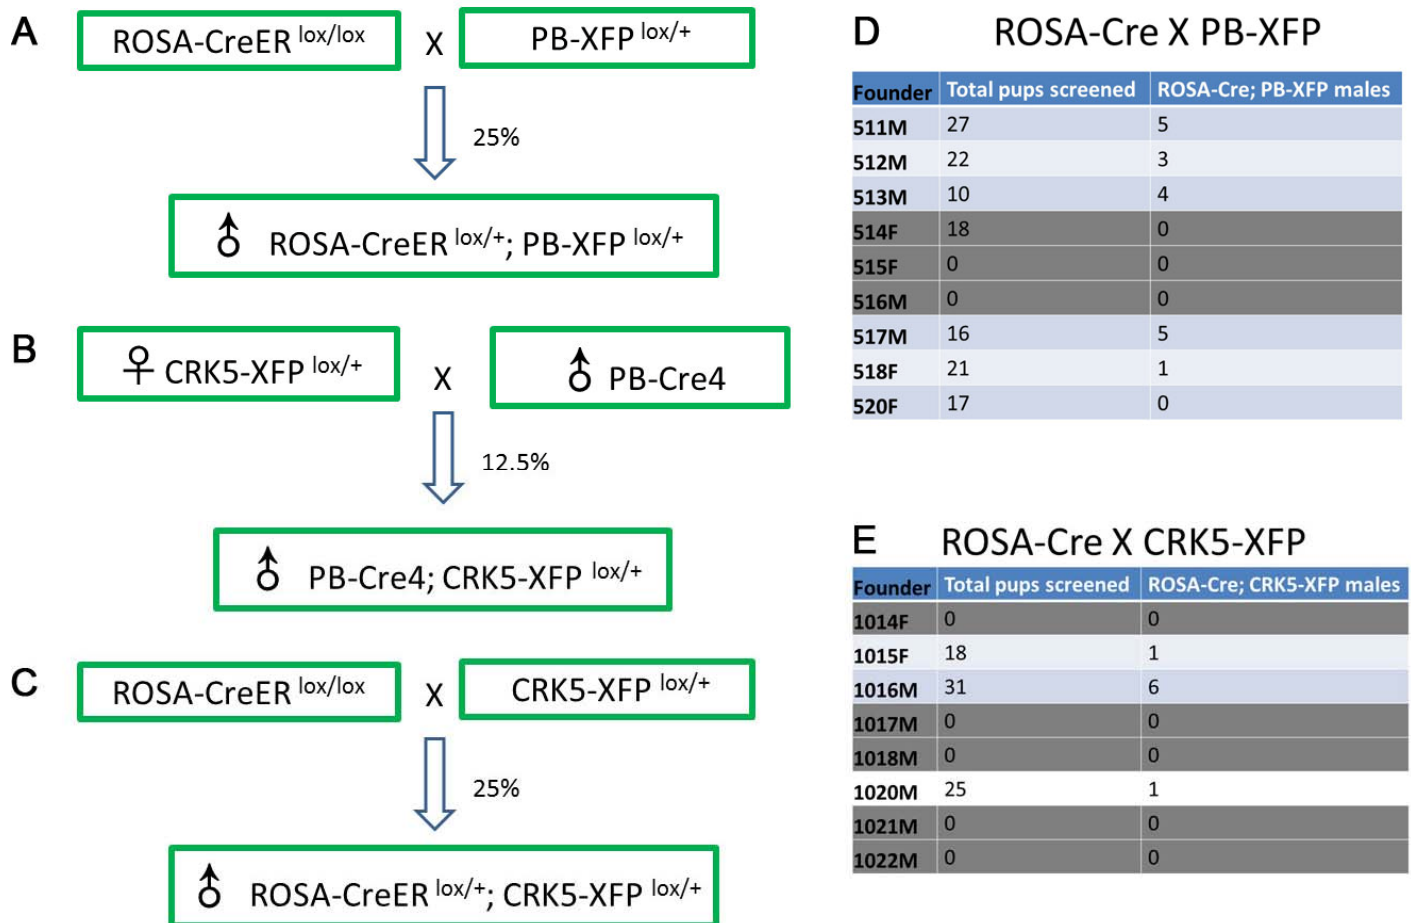 A
ROSA-CreER lox/lox X PB-XFP lox/+
25%
♂ ROSA-CreER lox/+; PB-XFP lox/+
B
♀ CRK5-XFP lox/+ X ♂ PB-Cre4
12.5%
♂ PB-Cre4; CRK5-XFP lox/+
C
ROSA-CreER lox/lox X CRK5-XFP lox/+
25%
♂ ROSA-CreER lox/+; CRK5-XFP lox/+
D ROSA-Cre X PB-XFP
Founder Total pups screened ROSA-Cre; PB-XFP males
511M 27 5
512M 22 3
513M 10 4
514F 18 0
515F 0 0
516M 0 0
517M 16 5
518F 21 1
520F 17 0
E ROSA-Cre X CRK5-XFP
Founder Total pups screened ROSA-Cre; CRK5-XFP males
1014F 0 0
1015F 18 1
1016M 31 6
1017M 0 0
1018M 0 0
1020M 25 1
1021M 0 0
1022M 0 0